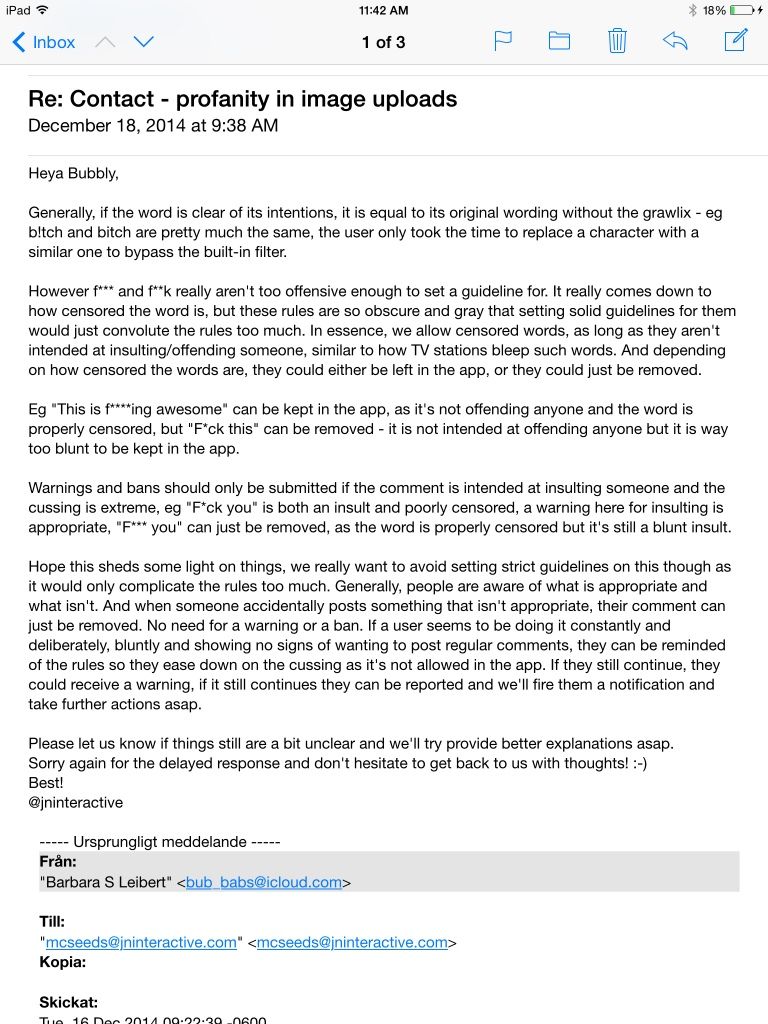 iPad 11:42 AM 18%
Inbox 1 of 3
Re: Contact - profanity in image uploads
December 18, 2014 at 9:38 AM
Heya Bubbly,
Generally, if the word is clear of its intentions, it is equal to its original wording without the grawlix - eg
b!tch and bitch are pretty much the same, the user only took the time to replace a character with a
similar one to bypass the built-in filter.
However f*** and f**k really aren't too offensive enough to set a guideline for. It really comes down to
how censored the word is, but these rules are so obscure and gray that setting solid guidelines for them
would just convolute the rules too much. In essence, we allow censored words, as long as they aren't
intended at insulting/offending someone, similar to how TV stations bleep such words. And depending
on how censored the words are, they could either be left in the app, or they could just be removed.
Eg "This is f****ing awesome" can be kept in the app, as it's not offending anyone and the word is
properly censored, but "F*ck this" can be removed - it is not intended at offending anyone but it is way
too blunt to be kept in the app.
Warnings and bans should only be submitted if the comment is intended at insulting someone and the
cussing is extreme, eg "F*ck you" is both an insult and poorly censored, a warning here for insulting is
appropriate, "F*** you" can just be removed, as the word is properly censored but it's still a blunt insult.
Hope this sheds some light on things, we really want to avoid setting strict guidelines on this though as
it would only complicate the rules too much. Generally, people are aware of what is appropriate and
what isn't. And when someone accidentally posts something that isn't appropriate, their comment can
just be removed. No need for a warning or a ban. If a user seems to be doing it constantly and
deliberately, bluntly and showing no signs of wanting to post regular comments, they can be reminded
of the rules so they ease down on the cussing as it's not allowed in the app. If they still continue, they
could receive a warning, if it still continues they can be reported and we'll fire them a notification and
take further actions asap.
Please let us know if things still are a bit unclear and we'll try provide better explanations asap.
Sorry again for the delayed response and don't hesitate to get back to us with thoughts! :-)
Best!
@jninteractive
----- Ursprungligt meddelande -----
Från:
"Barbara S Leibert" <bub_babs@icloud.com>
Till:
"mcseeds@jninteractive.com" <mcseeds@jninteractive.com>
Kopia:
Skickat:
Tue, 16 Dec 2014 09:22:39 -0600